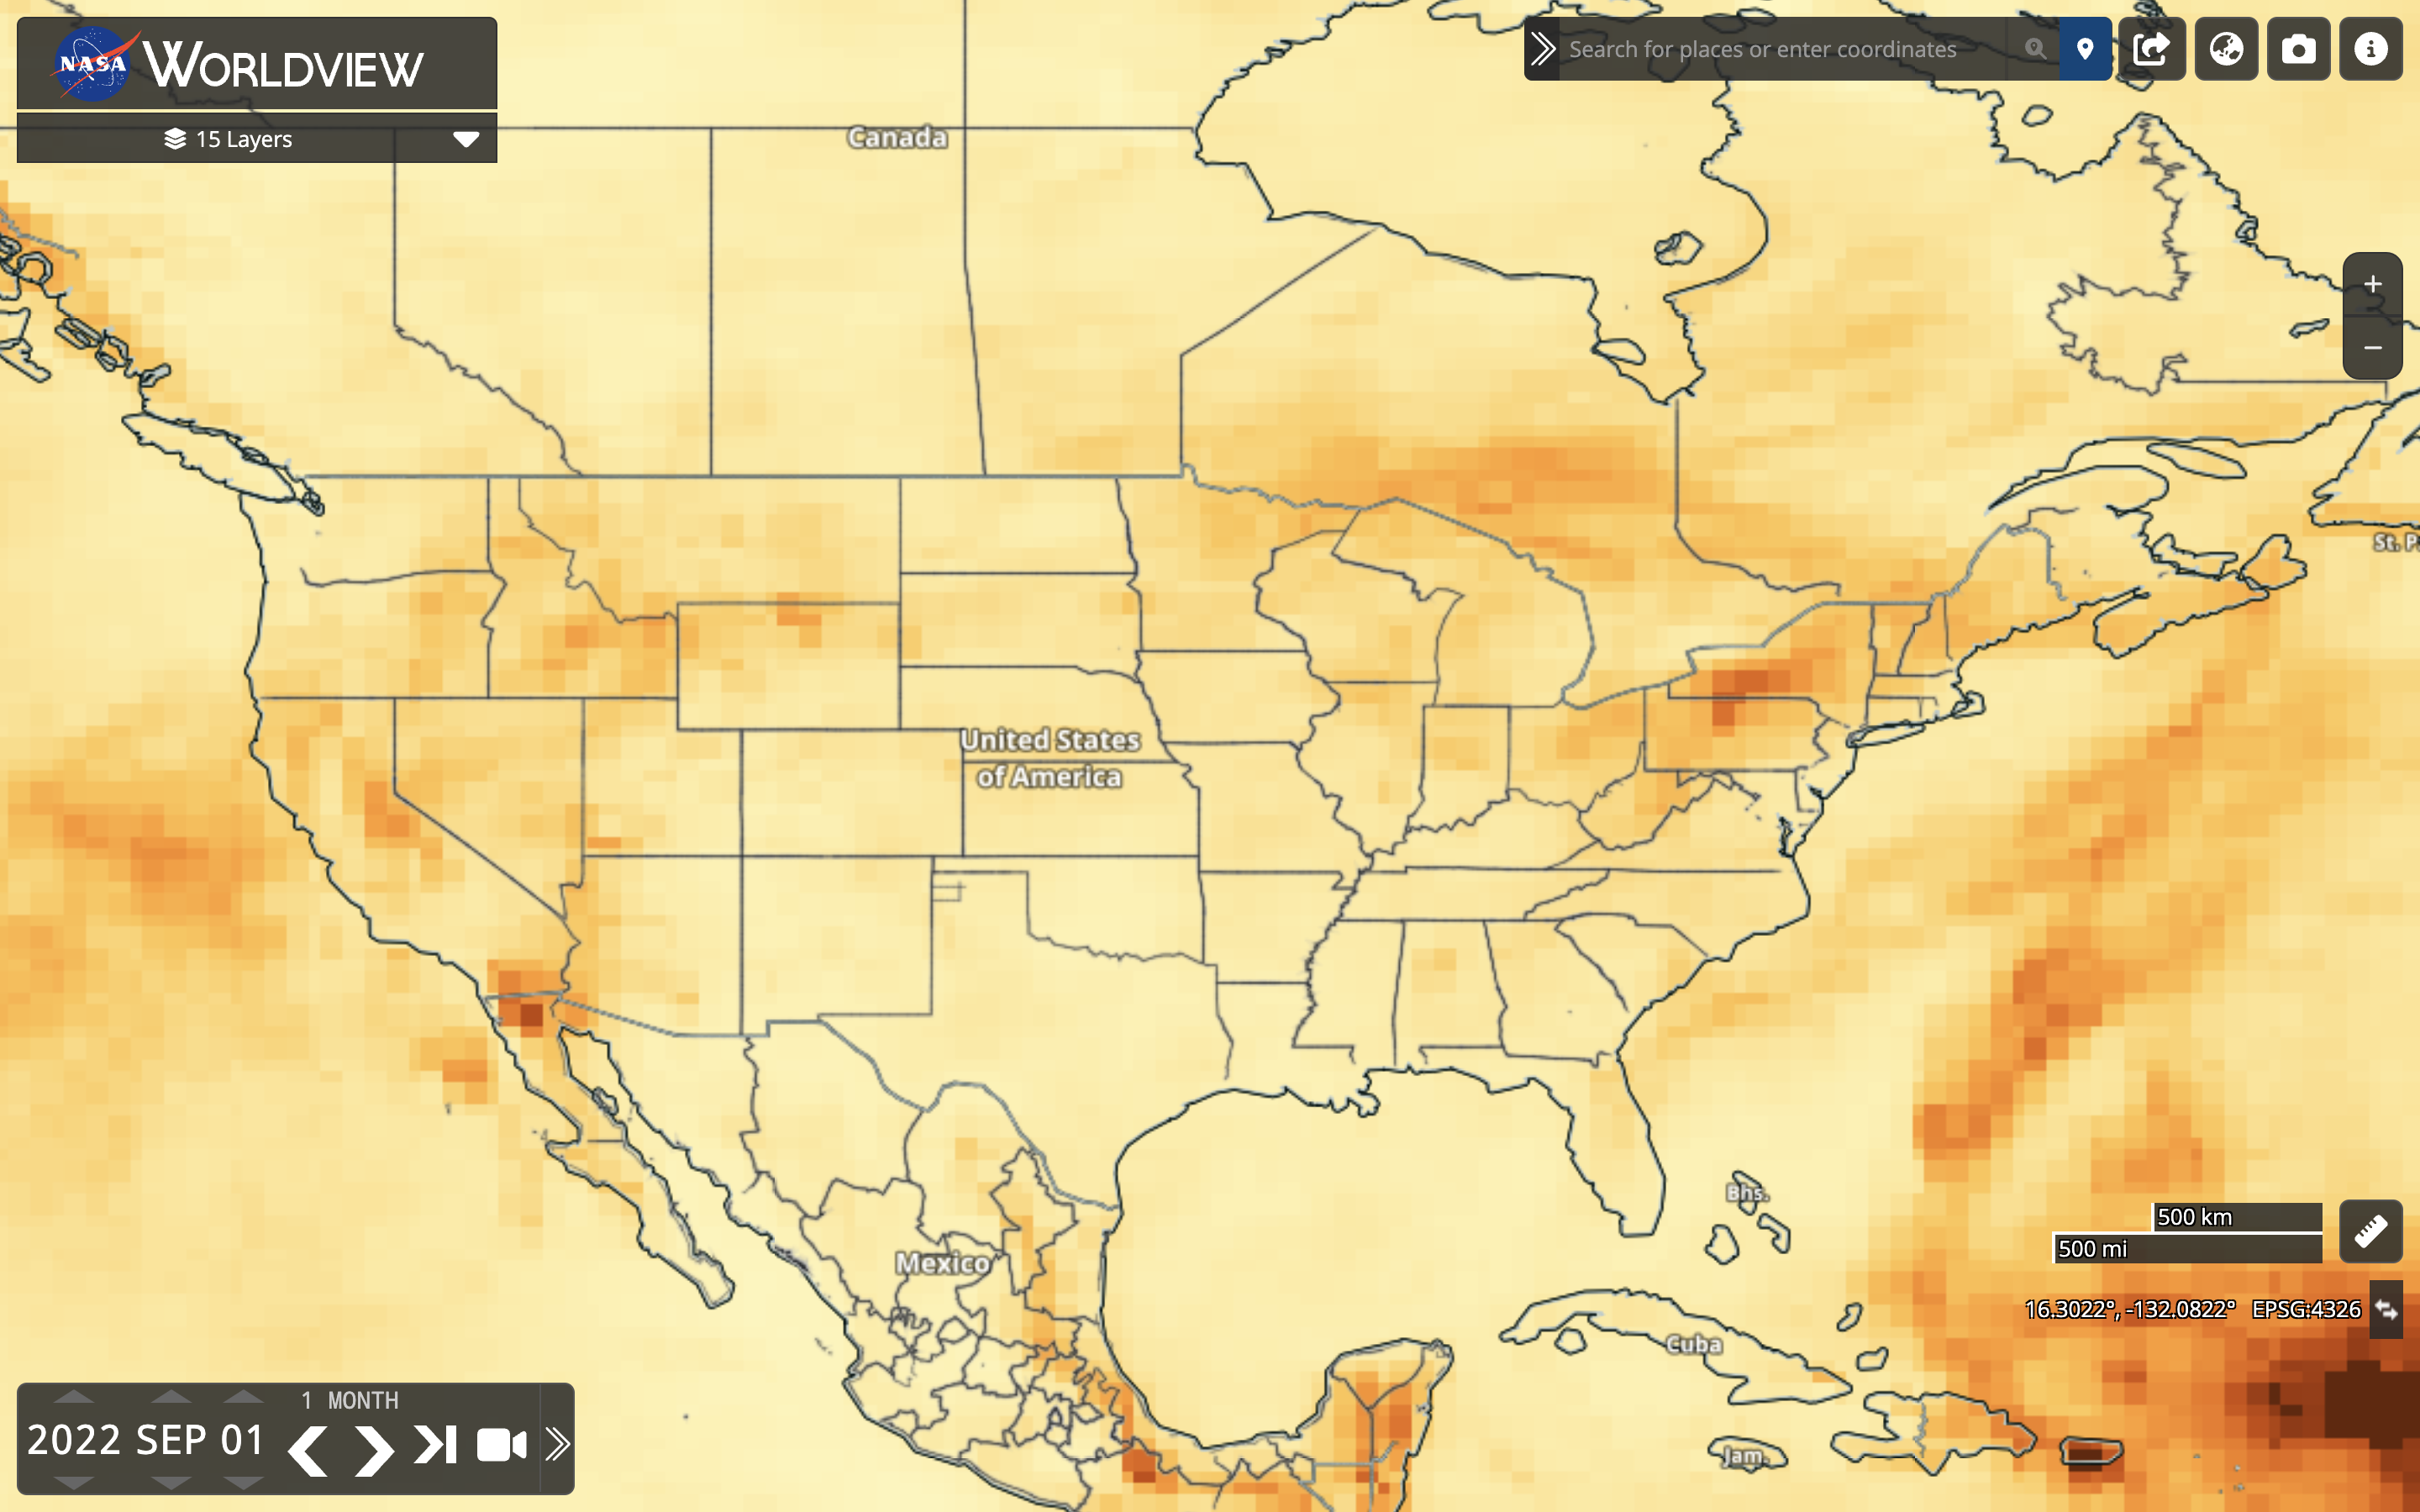 NASA WORLDVIEW
15 Layers
Search for places or enter coordinates
Canada
St. P
United States
of America
Bhs.
500 km
500 mi
Mexico
16.3022°, -132.0822° EPSG:4326
Cuba
Jam.
1 MONTH
2022 SEP 01